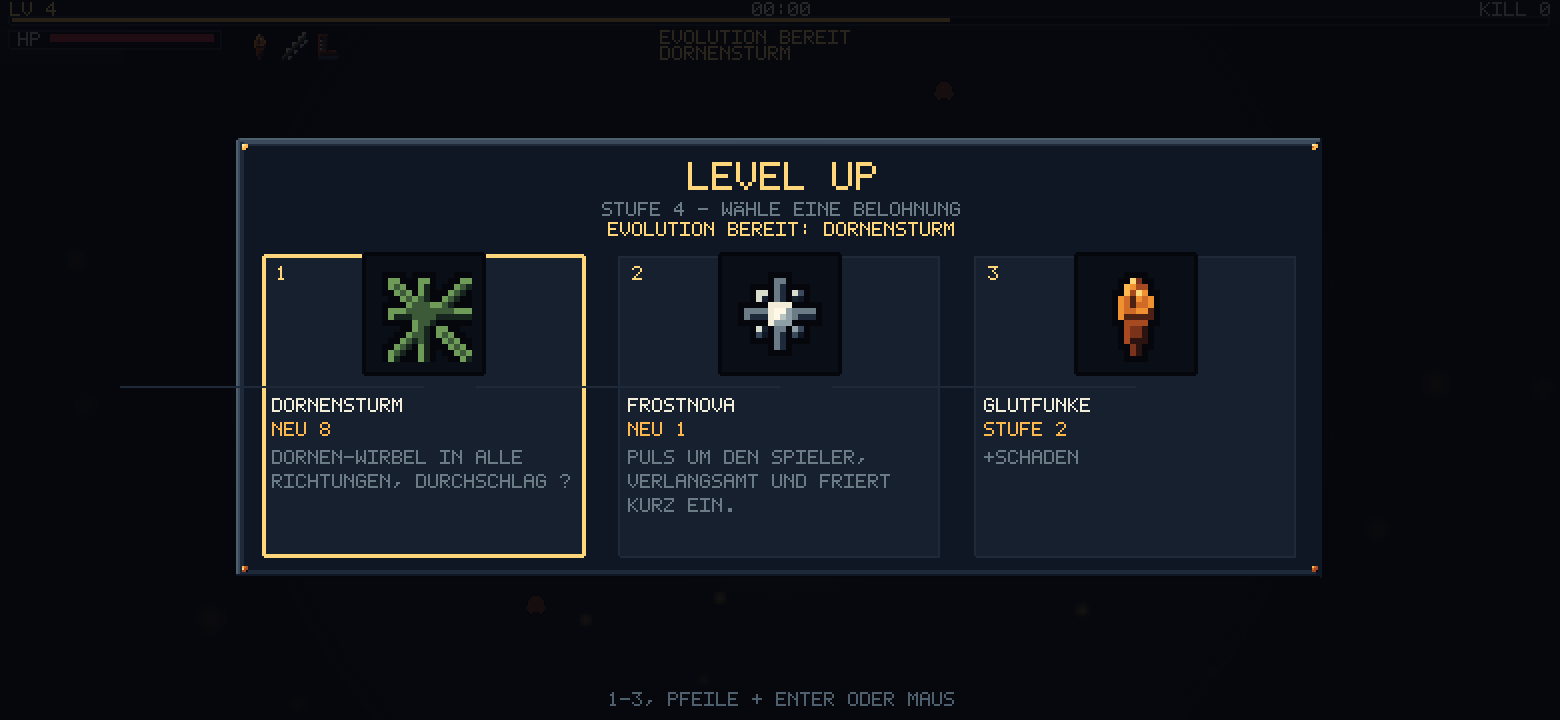 LV 4
00:00
KILL 0
HP
EVOLUTION BEREIT
DORNENSTURM
LEVEL UP
STUFE 4 - WäHLE EINE BELOHNUNG
EVOLUTION BEREIT: DORNENSTURM
1
DORNENSTURM
NEU 8
DORNEN-WIRBEL IN ALLE
RICHTUNGEN, DURCHSCHLAG ?
2
FROSTNOVA
NEU 1
PULS UM DEN SPIELER,
VERLANGSAMT UND FRIERT
KURZ EIN.
3
GLUTFUNKE
STUFE 2
+SCHADEN
1-3, PFEILE + ENTER ODER MAUS